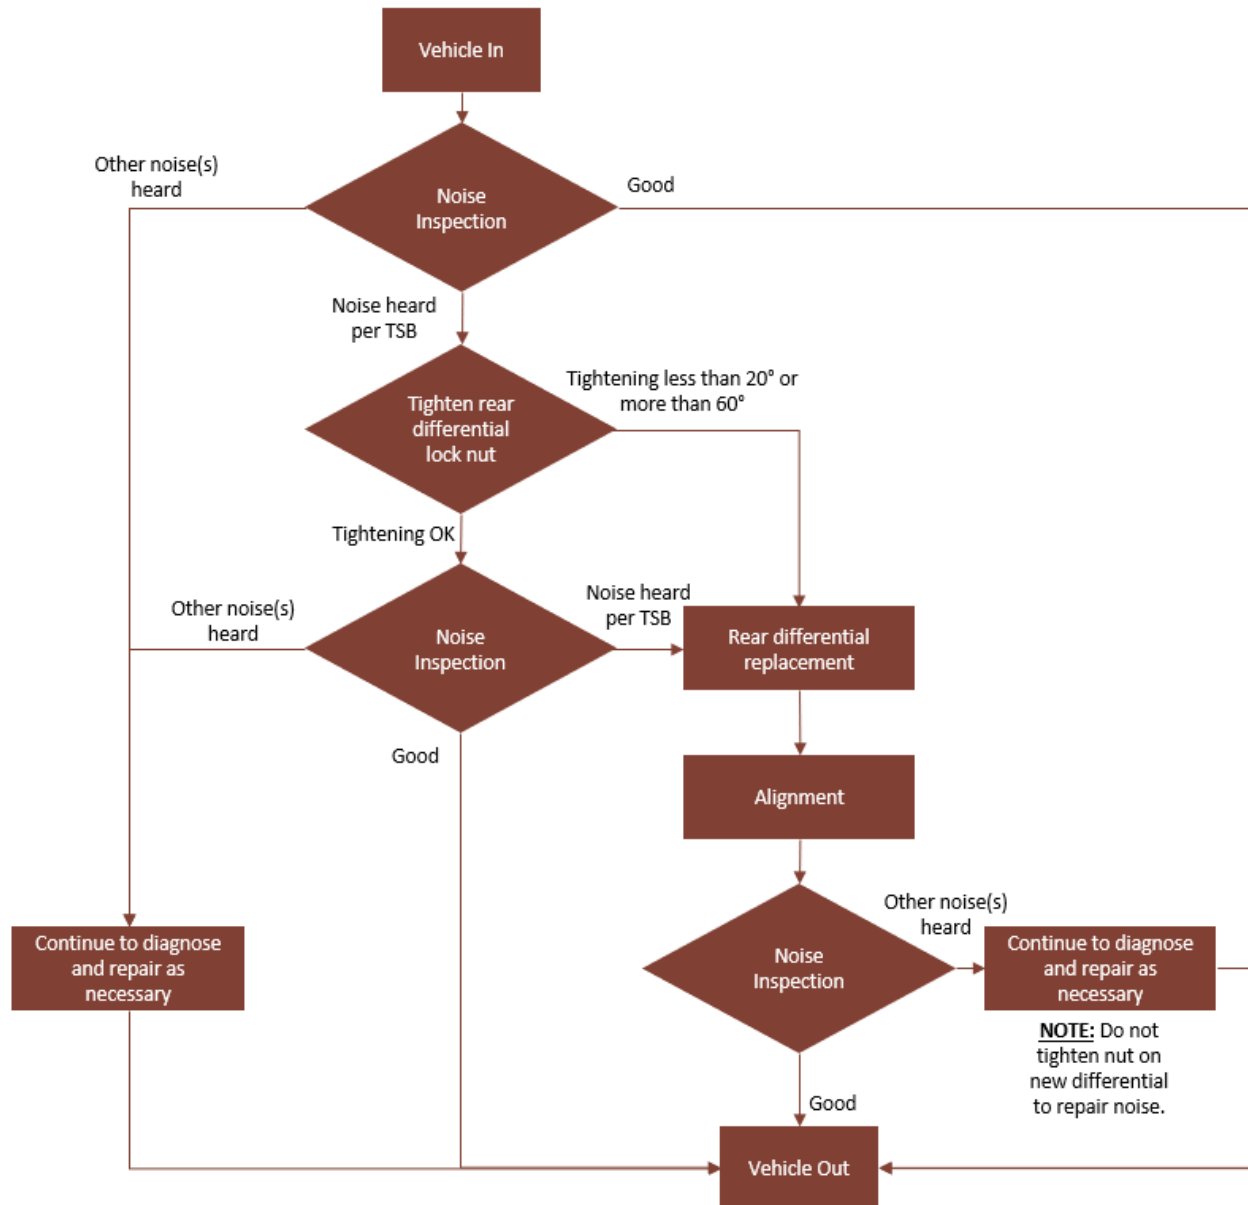 Vehicle In
Other noise(s)
heard
Noise
Inspection
Good
Noise heard
per TSB
Tighten rear
differential
lock nut
Tightening less than 20° or
more than 60°
Tightening OK
Other noise(s)
heard
Noise
Inspection
Noise heard
per TSB
Rear differential
replacement
Good
Alignment
Noise
Inspection
Other noise(s)
heard
Continue to diagnose
and repair as
necessary
Continue to diagnose
and repair as
necessary
NOTE: Do not
tighten nut on
new differential
to repair noise.
Good
Vehicle Out